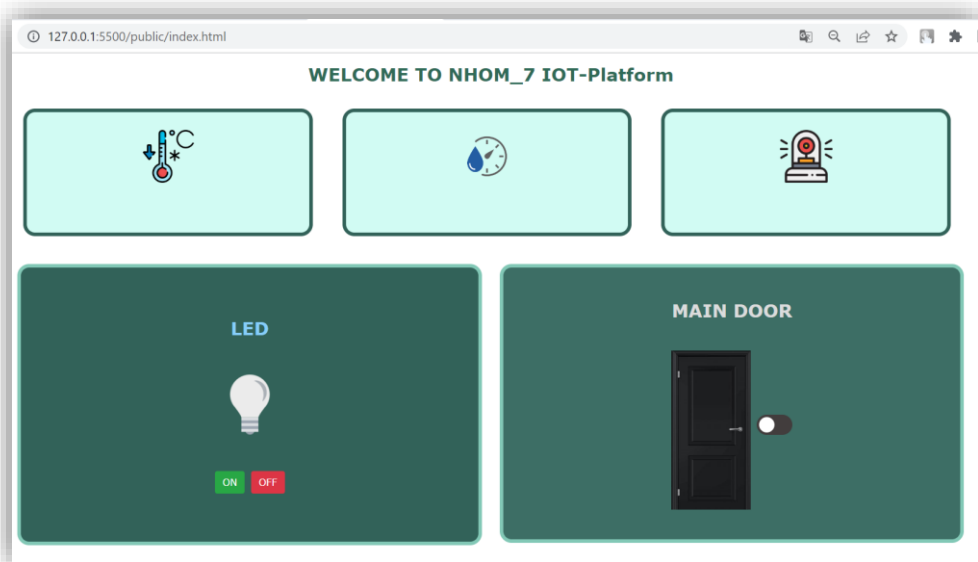 127.0.0.1:5500/public/index.html
WELCOME TO NHOM_7 IOT-Platform
°C
LED
MAIN DOOR
ON OFF